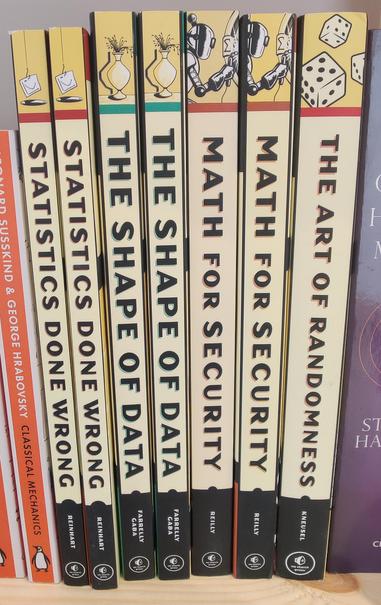 LEONARD SUSSKIND & GEORGE HRABOVSKY CLASSICAL MECHANICS
STATISTICS DONE WRONG
REINHART
STATISTICS DONE WRONG
REINHART
THE SHAPE OF DATA
FARRELLY
GABA
THE SHAPE OF DATA
FARRELLY
GABA
MATH FOR SECURITY
REILLY
MATH FOR SECURITY
REILLY
THE ART OF RANDOMNESS
KNEUSEL